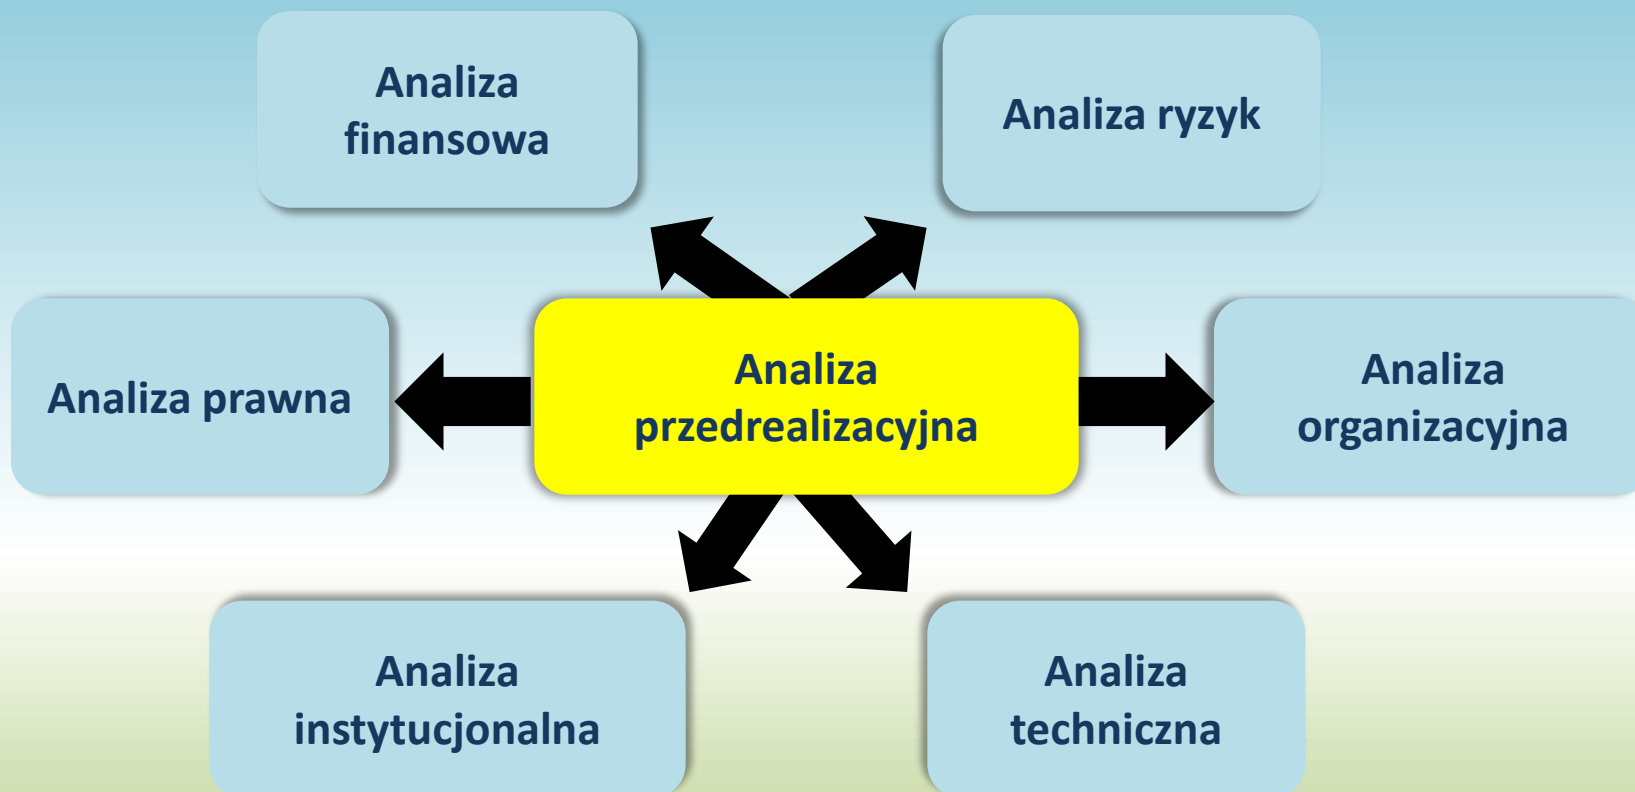 Analiza
finansowa
Analiza ryzyk
Analiza prawna
Analiza
przedrealizacyjna
Analiza
organizacyjna
Analiza
instytucjonalna
Analiza
techniczna